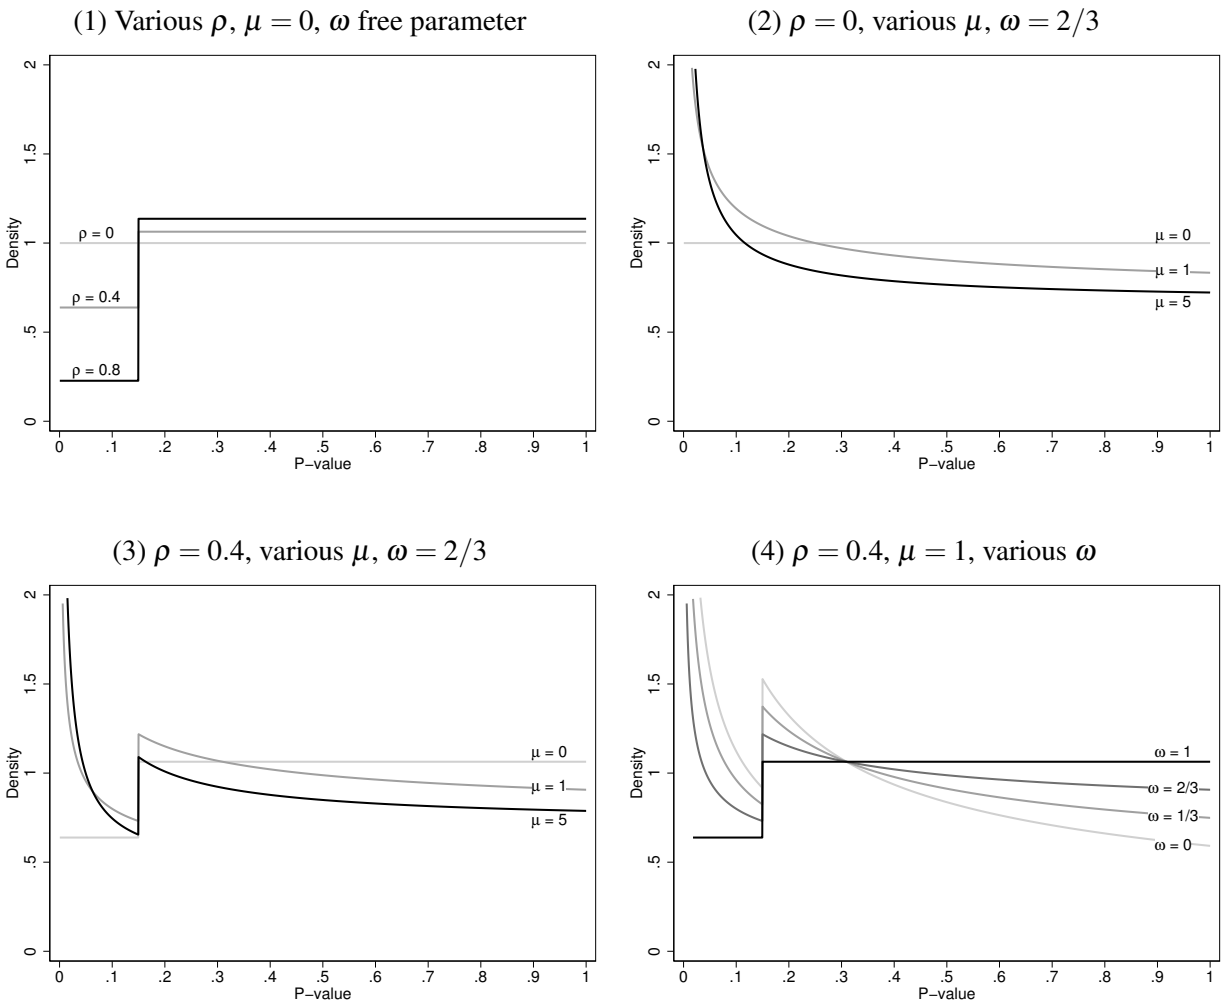 (1) Various ρ, μ = 0, ω free parameter
2
1.5
1
.5
0
Density
ρ = 0
ρ = 0.4
ρ = 0.8
0 .1 .2 .3 .4 .5 .6 .7 .8 .9 1
P−value
(2) ρ = 0, various μ, ω = 2/3
2
1.5
1
.5
0
Density
μ = 0
μ = 1
μ = 5
0 .1 .2 .3 .4 .5 .6 .7 .8 .9 1
P−value
(3) ρ = 0.4, various μ, ω = 2/3
2
1.5
1
.5
0
Density
μ = 0
μ = 1
μ = 5
0 .1 .2 .3 .4 .5 .6 .7 .8 .9 1
P−value
(4) ρ = 0.4, μ = 1, various ω
2
1.5
1
.5
0
Density
ω = 1
ω = 2/3
ω = 1/3
ω = 0
0 .1 .2 .3 .4 .5 .6 .7 .8 .9 1
P−value